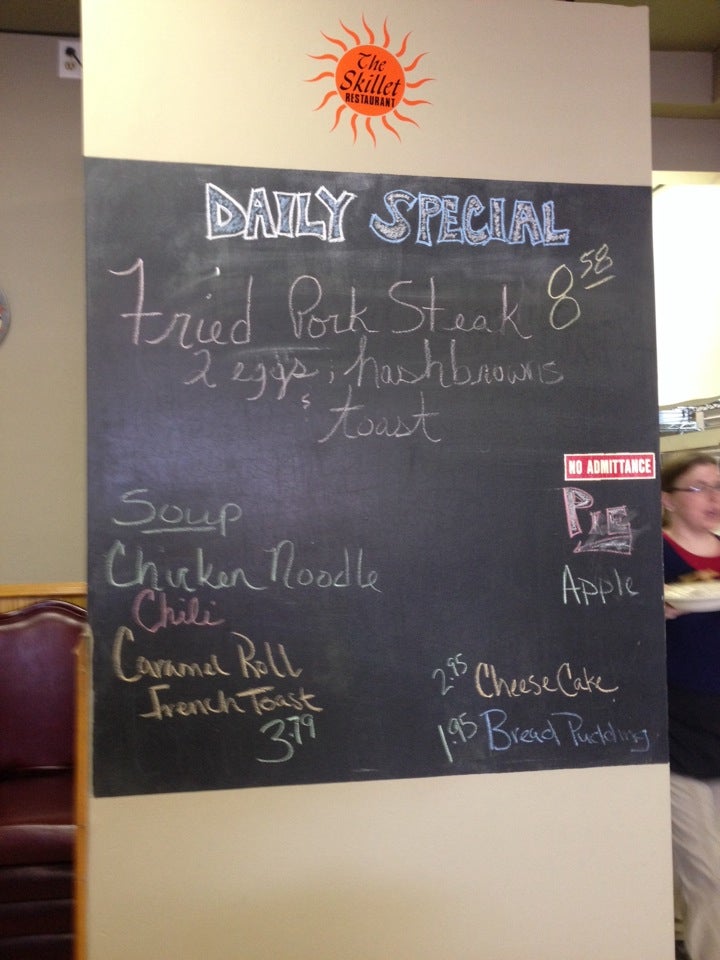 The
Skillet
RESTAURANT
DAILY SPECIAL
Fried Pork Steak 8.58
2 eggs, hashbrowns
& toast
NO ADMITTANCE
Soup
Chicken Noodle
Chili
Caramel Roll
French Toast
3.79
Pie
Apple
2.95 Cheese Cake
1.95 Bread Pudding